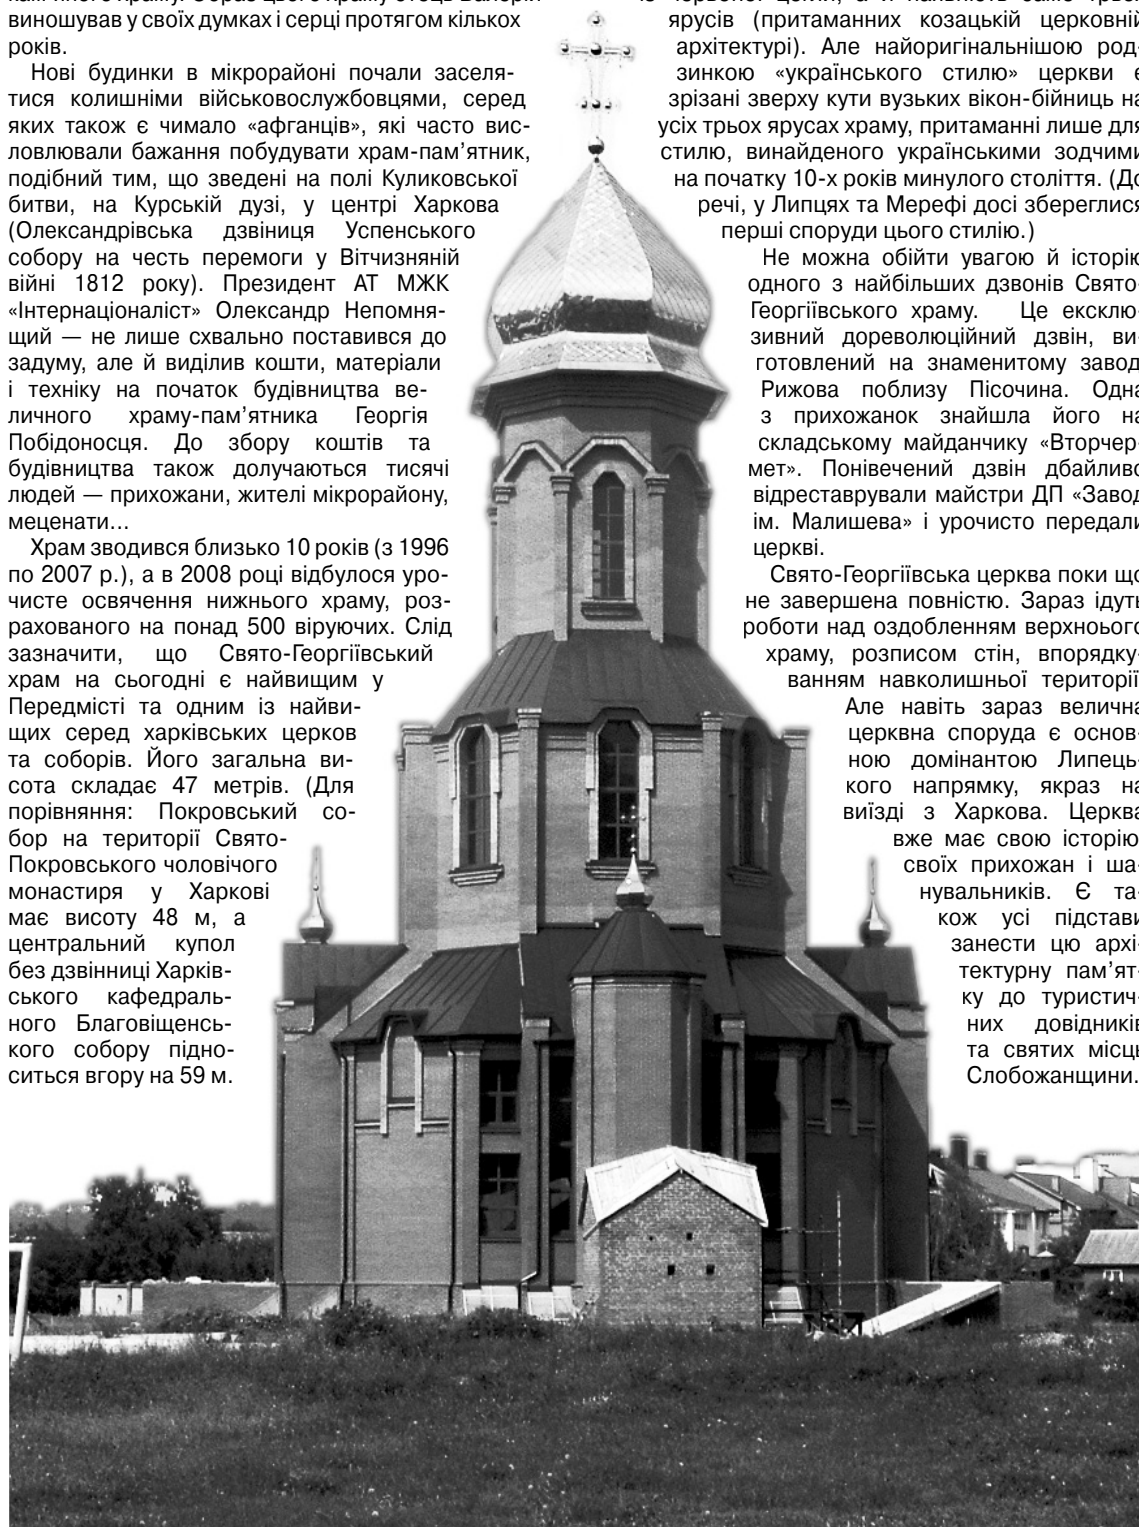 виношував у своїх думках і серці протягом кількох
років.
Нові будинки в мікрорайоні почали заселя-
тися колишніми військовослужбовцями, серед
яких також є чимало «афганців», які часто вис-
ловлювали бажання побудувати храм-пам’ятник,
подібний тим, що зведені на полі Куликовської
битви, на Курській дузі, у центрі Харкова
(Олександрівська дзвіниця Успенського
собору на честь перемоги у Вітчизняній
війні 1812 року). Президент АТ МЖК
«Інтернаціоналіст» Олександр Непомня-
щий — не лише схвально поставився до
задуму, але й виділив кошти, матеріали
і техніку на початок будівництва ве-
личного храму-пам’ятника Георгія
Побідоносця. До збору коштів та
будівництва також долучаються тисячі
людей — прихожани, жителі мікрорайону,
меценати...
Храм зводився близько 10 років (з 1996
по 2007 р.), а в 2008 році відбулося уро-
чисте освячення нижнього храму, роз-
рахованого на понад 500 віруючих. Слід
зазначити, що Свято-Георгіївський
храм на сьогодні є найвищим у
Передмісті та одним із найви-
щих серед харківських церков
та соборів. Його загальна ви-
сота складає 47 метрів. (Для
порівняння: Покровський со-
бор на території Свято-
Покровського чоловічого
монастиря у Харкові
має висоту 48 м, а
центральний купол
без дзвінниці Харків-
ського кафедраль-
ного Благовіщенсь-
кого собору підно-
ситься вгору на 59 м.
ярусів (притаманних козацькій церковній
архітектурі). Але найоригінальнішою род-
зинкою «українського стилю» церкви є
зрізані зверху кути вузьких вікон-бійниць на
усіх трьох ярусах храму, притаманні лише для
стилю, винайденого українськими зодчими
на початку 10-х років минулого століття. (До
речі, у Липцях та Мерефі досі збереглися
перші споруди цього стилію.)
Не можна обійти увагою й історію
одного з найбільших дзвонів Свято-
Георгіївського храму. Це ексклю-
зивний дореволюційний дзвін, ви-
готовлений на знаменитому завод
Рижова поблизу Пісочина. Одна
з прихожанок знайшла його на
складському майданчику «Вторчер-
мет». Понівечений дзвін дбайливо
відреставрували майстри ДП «Завод
ім. Малишева» і урочисто передали
церкві.
Свято-Георгіївська церква поки що
не завершена повністю. Зараз ідуть
роботи над оздобленням верхноього
храму, розписом стін, впорядку-
ванням навколишньої території
Але навіть зараз велична
церквна споруда є основ-
ною домінантою Липець-
кого напрямку, якраз на
виїзді з Харкова. Церква
вже має свою історію
своїх прихожан і ша-
нувальників. Є та-
кож усі підстави
занести цю архі-
тектурну пам’ят-
ку до туристич-
них довідників
та святих місць
Слобожанщини.